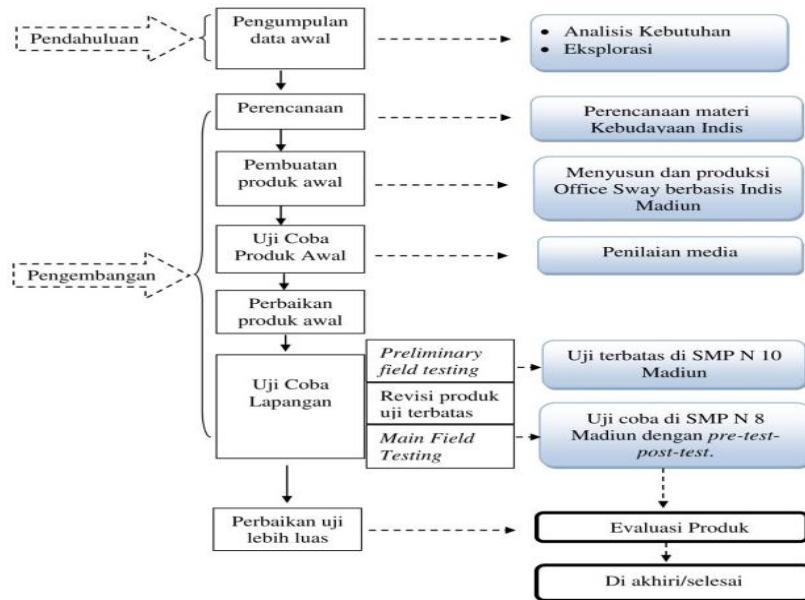 Pendahuluan
Pengumpulan
data awal
• Analisis Kebutuhan
• Eksplorasi
Perencanaan
Perencanaan materi
Kebudayaan Indis
Pembuatan
produk awal
Menyusun dan produksi
Office Sway berbasis Indis
Madiun
Pengembangan
Uji Coba
Produk Awal
Penilaian media
Perbaikan
produk awal
Uji Coba
Lapangan
Preliminary
field testing
Uji terbatas di SMP N 10
Madiun
Revisi produk
uji terbatas
Main Field
Testing
Uji coba di SMP N 8
Madiun dengan pre-test-
post-test.
Perbaikan uji
lebih luas
Evaluasi Produk
Di akhiri/selesai